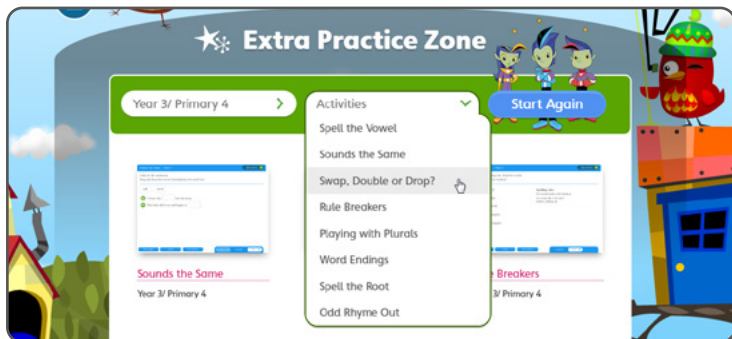 Extra Practice Zone
Year 3/ Primary 4
Activities
Start Again
Spell the Vowel
Sounds the Same
Swap, Double or Drop?
Rule Breakers
Playing with Plurals
Word Endings
Spell the Root
Odd Rhyme Out
Sounds the Same
Year 3/ Primary 4
Breakers
3/ Primary 4